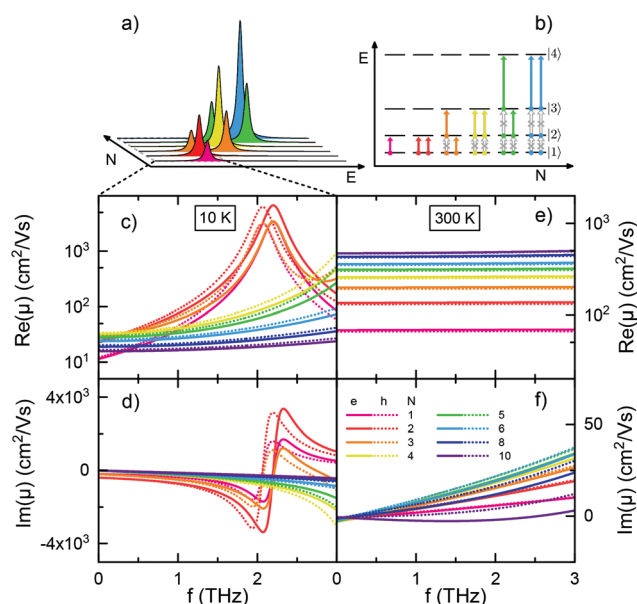 a)
b)
E
|4⟩
|3⟩
|2⟩
|1⟩
N
E
N
c)
10 K
300 K
e)
Re(μ) (cm²/Vs)
10³
10²
10¹
10³
10²
Re(μ) (cm²/Vs)
d)
f)
Im(μ) (cm²/Vs)
4x10³
0
-4x10³
e h N
1
2
3
4
5
6
8
10
50
0
Im(μ) (cm²/Vs)
0 1 2 0 1 2 3
f (THz)
f (THz)